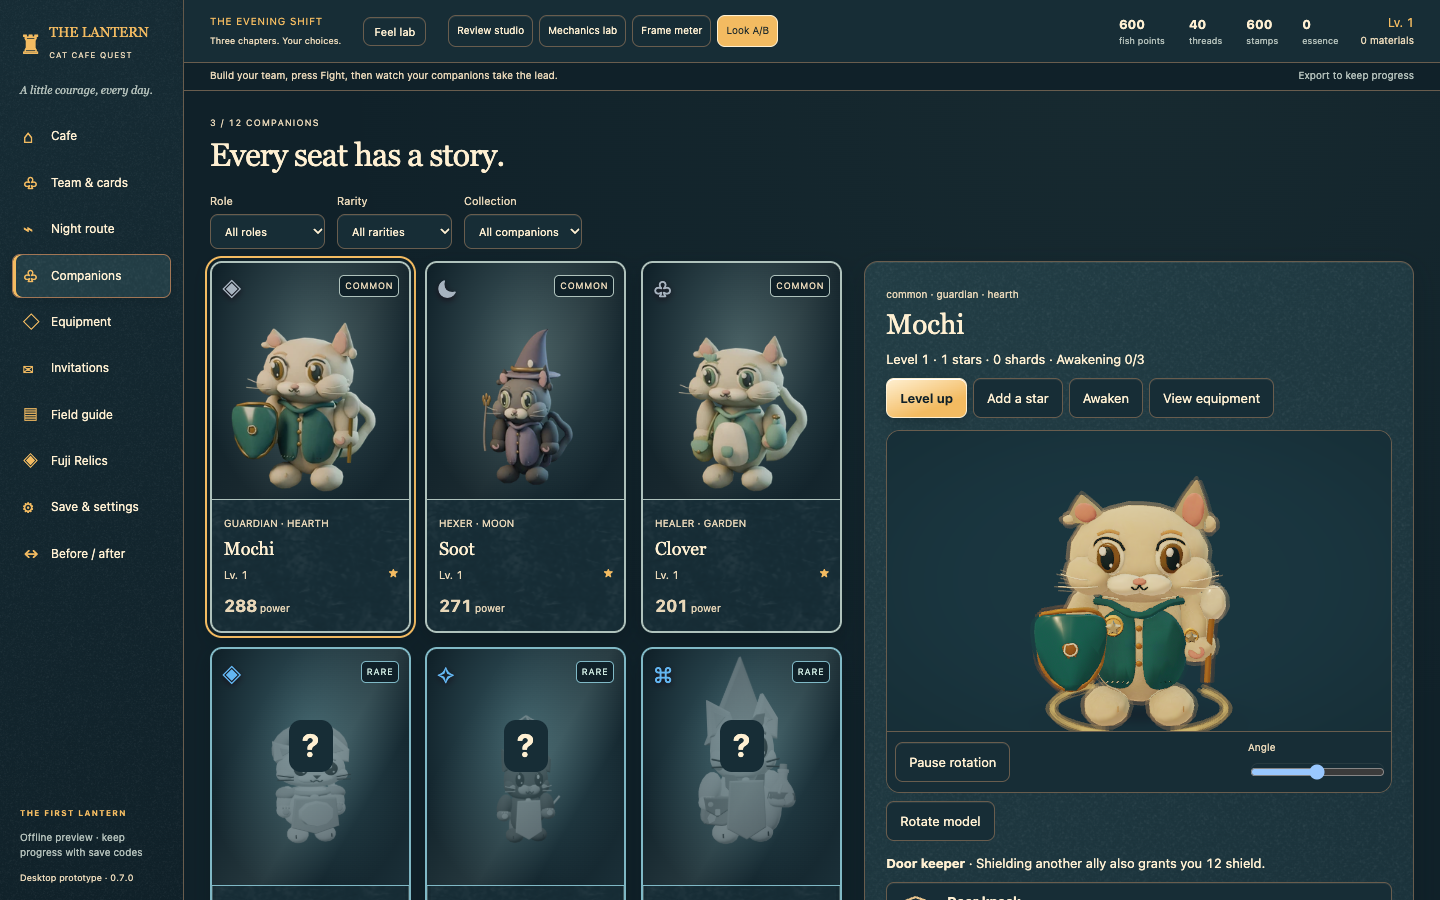 THE LANTERN
CAT CAFE QUEST
A little courage, every day.
Cafe
Team & cards
Night route
Companions
Equipment
Invitations
Field guide
Fuji Relics
Save & settings
Before / after
THE FIRST LANTERN
Offline preview · keep
progress with save codes
Desktop prototype · 0.7.0
THE EVENING SHIFT
Three chapters. Your choices.
Feel lab
Review studio
Mechanics lab
Frame meter
Look A/B
600
fish points
40
threads
600
stamps
0
essence
Lv. 1
0 materials
Build your team, press Fight, then watch your companions take the lead.
Export to keep progress
3 / 12 COMPANIONS
Every seat has a story.
Role
Rarity
Collection
All roles
All rarities
All companions
COMMON
GUARDIAN · HEARTH
Mochi
Lv. 1
288 power
COMMON
HEXER · MOON
Soot
Lv. 1
271 power
COMMON
HEALER · GARDEN
Clover
Lv. 1
201 power
RARE
?
RARE
?
RARE
?
common · guardian · hearth
Mochi
Level 1 · 1 stars · 0 shards · Awakening 0/3
Level up
Add a star
Awaken
View equipment
Pause rotation
Angle
Rotate model
Door keeper · Shielding another ally also grants you 12 shield.